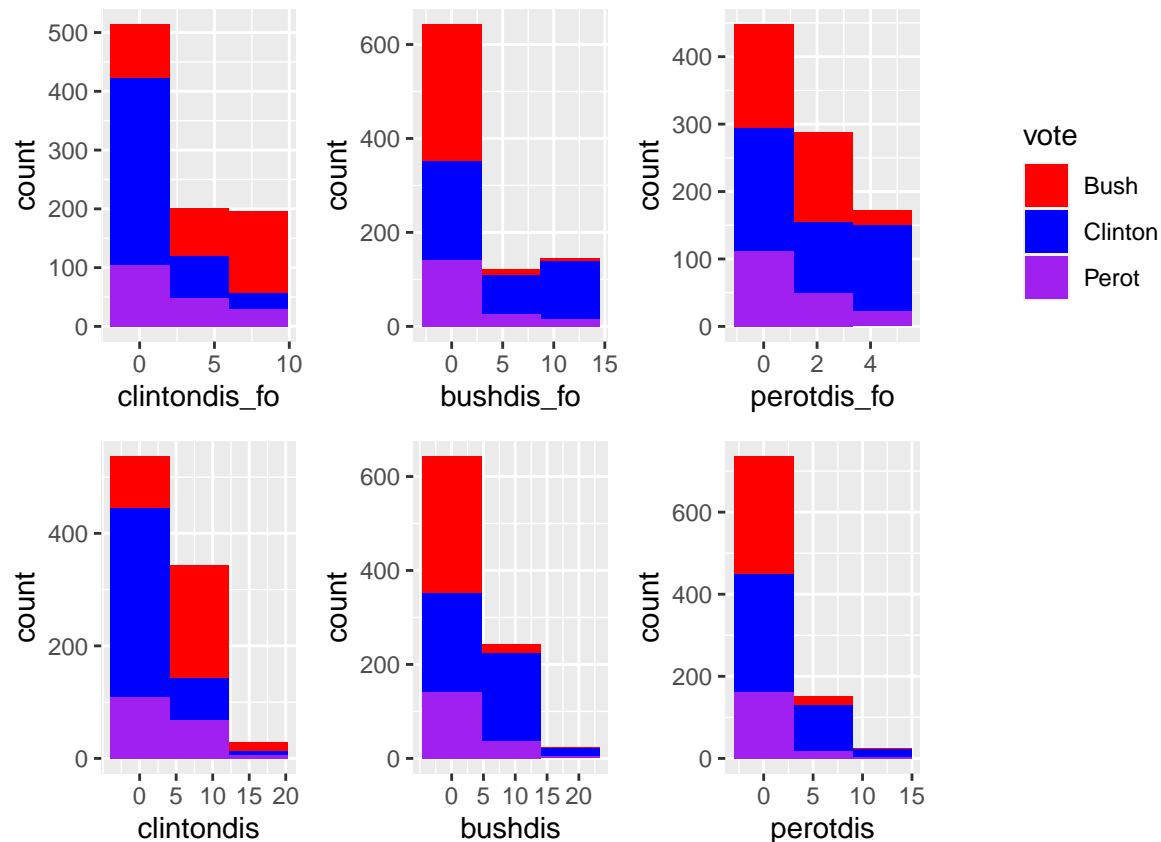 500
400
300
200
100
0
count
0 5 10
clintondis_fo
600
400
200
0
count
0 5 10 15
bushdis_fo
400
300
200
100
0
count
0 2 4
perotdis_fo
vote
Bush
Clinton
Perot
400
200
0
count
0 5 10 15 20
clintondis
600
400
200
0
count
0 5 10 15 20
bushdis
600
400
200
0
count
0 5 10 15
perotdis